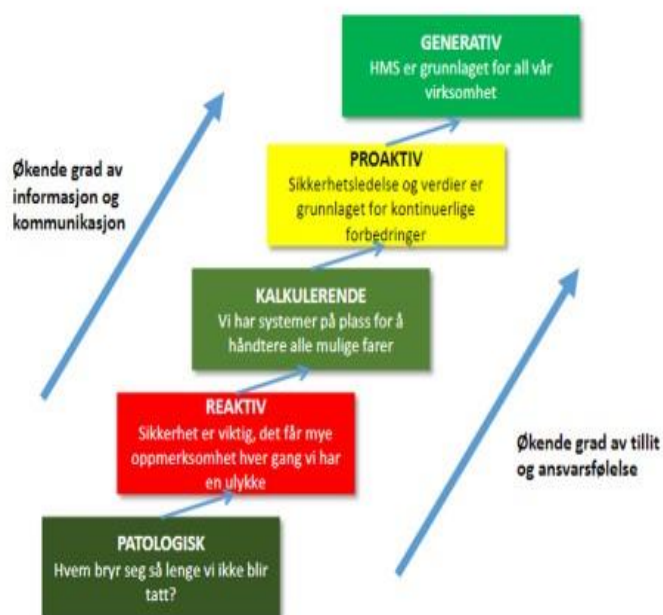 GENERATIV
HMS er grunnlaget for all vår
virksomhet
Økende grad av
informasjon og
kommunikasjon
PROAKTIV
Sikkerhetsledelse og verdier er
grunnlaget for kontinuerlige
forbedringer
KALKULERENDE
Vi har systemer på plass for å
håndtere alle mulige farer
REAKTIV
Sikkerhet er viktig, det får mye
oppmerksomhet hver gang vi har
en ulykke
Økende grad av tillit
og ansvarsfølelse
PATOLOGISK
Hvem bryr seg så lenge vi ikke blir
tatt?